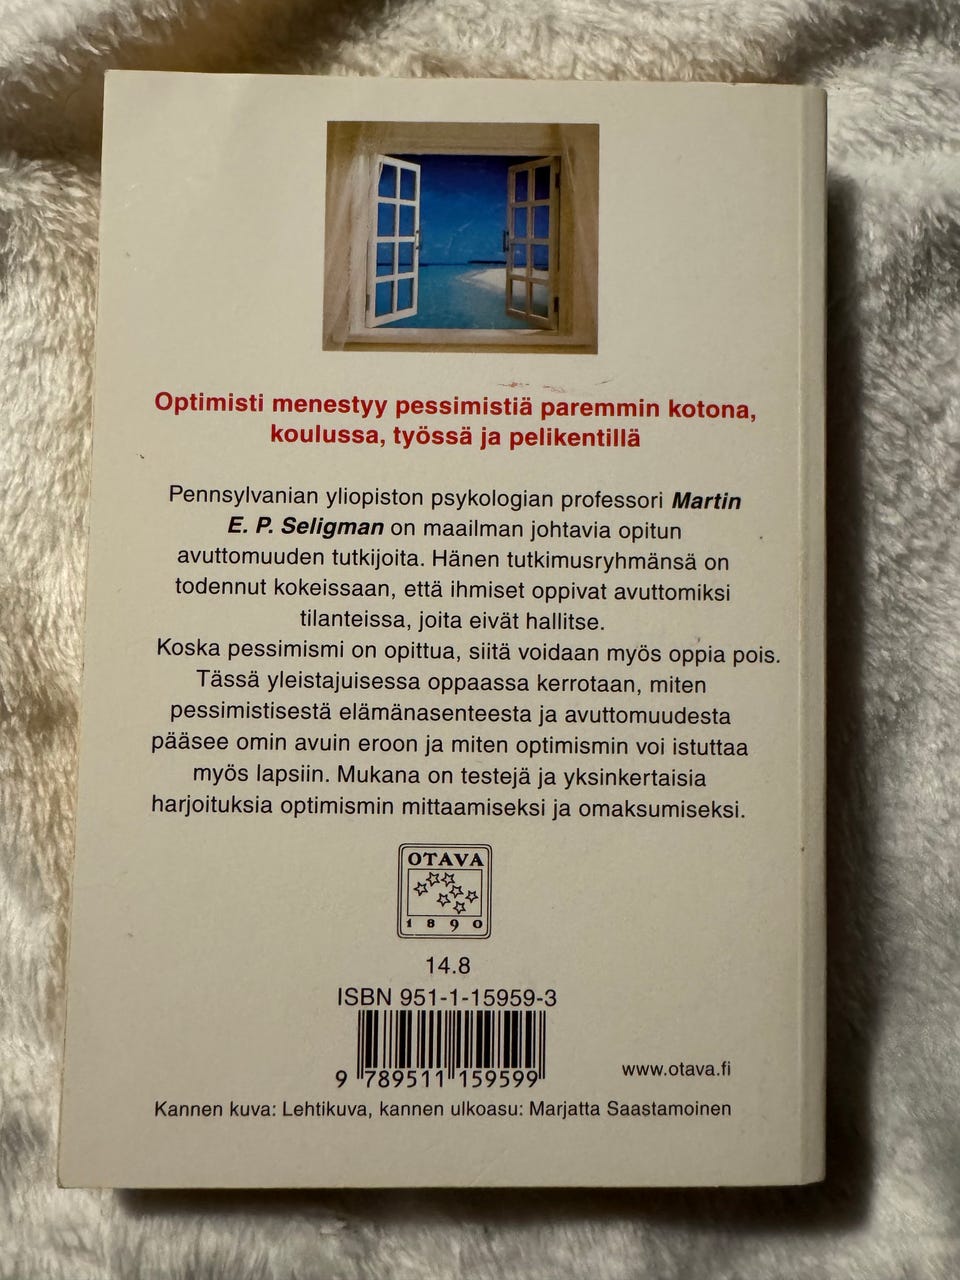 Optimisti menestyy pessimistiä paremmin kotona,
koulussa, työssä ja pelikentillä
Pennsylvanian yliopiston psykologian professori Martin
E. P. Seligman on maailman johtavia opitun
avuttomuuden tutkijoita. Hänen tutkimusryhmänsä on
todennut kokeissaan, että ihmiset oppivat avuttomiksi
tilanteissa, joita eivät hallitse.
Koska pessimismi on opittua, siitä voidaan myös oppia pois.
Tässä yleistajuisessa oppaassa kerrotaan, miten
pessimistisestä elämänasenteesta ja avuttomuudesta
pääsee omin avuin eroon ja miten optimismin voi istuttaa
myös lapsiin. Mukana on testejä ja yksinkertaisia
harjoituksia optimismin mittaamiseksi ja omaksumiseksi.
OTAVA
1890
14.8
ISBN 951-1-15959-3
9 789511 159599
www.otava.fi
Kannen kuva: Lehtikuva, kannen ulkoasu: Marjatta Saastamoinen